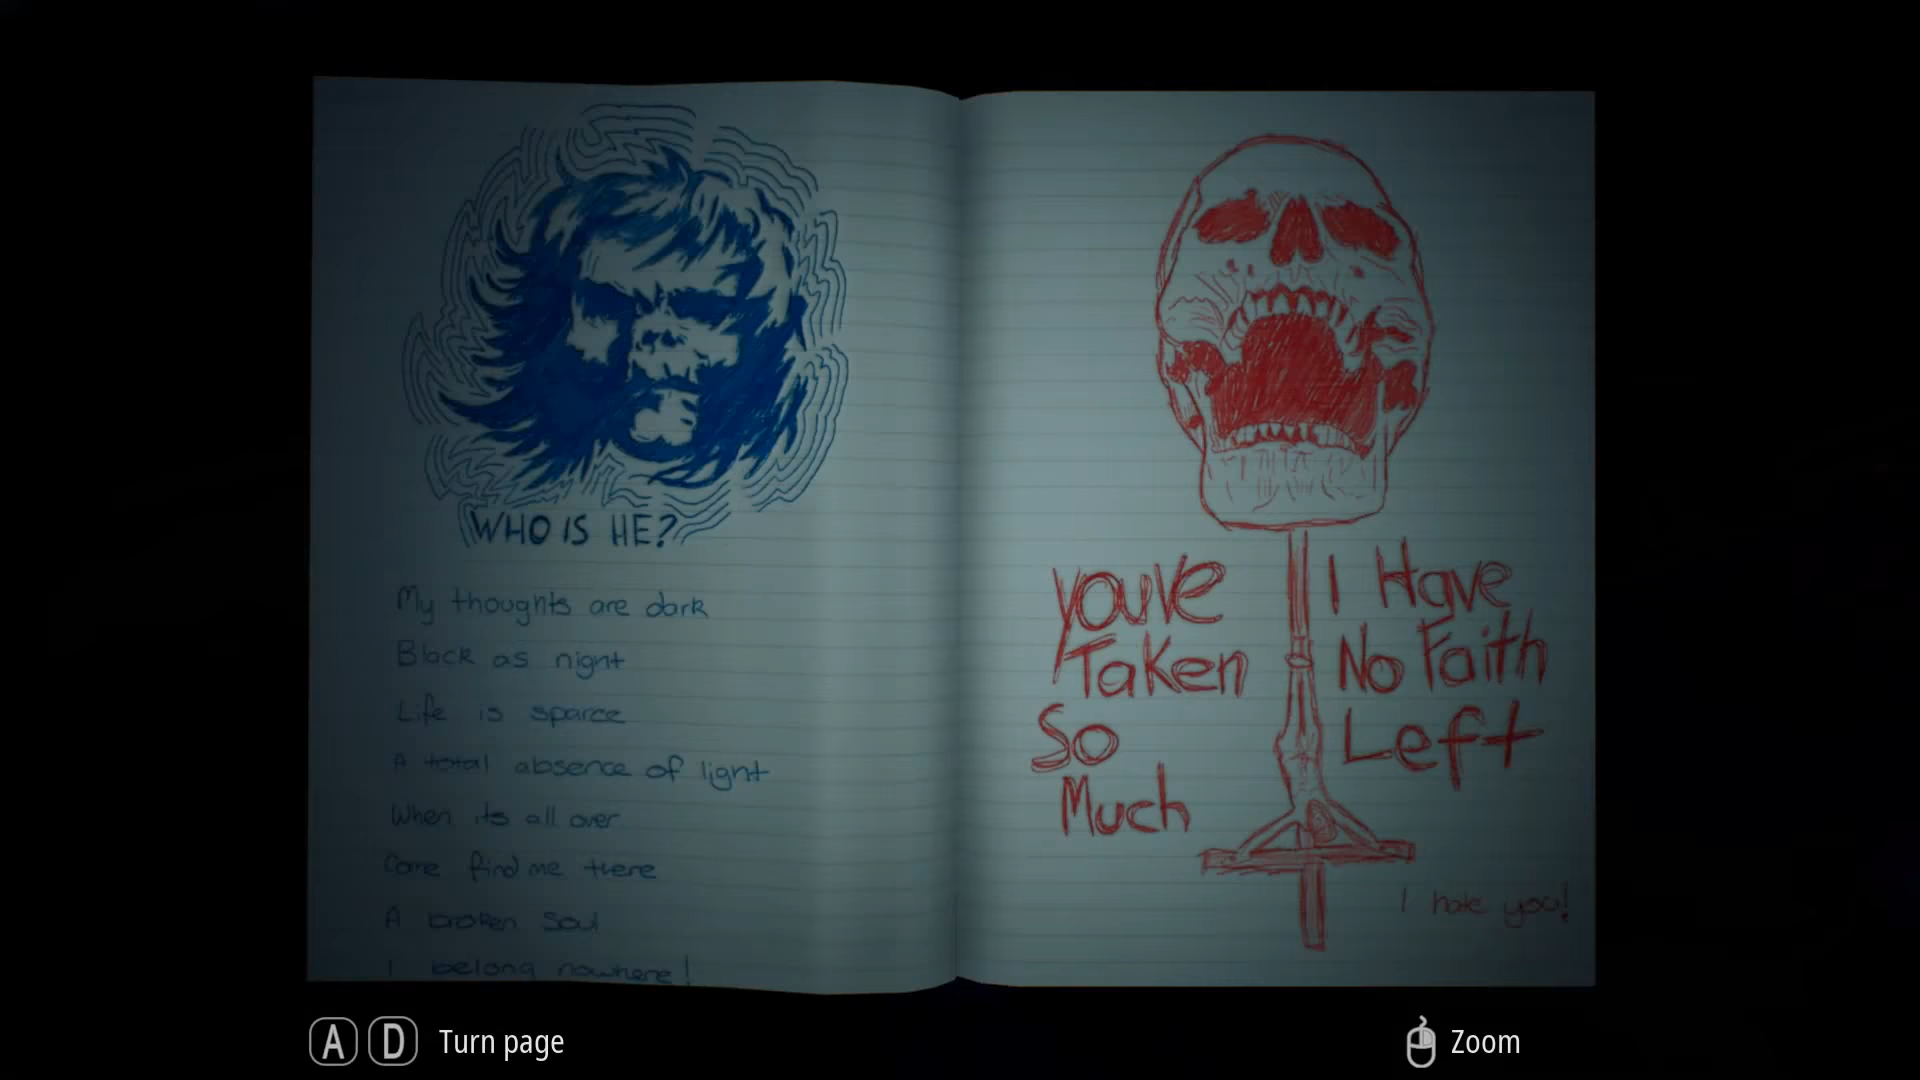 WHO IS HE?
My thoughts are dark
Black as night
Life is sparce
A total absence of light
When its all over
Come find me there
A broken Soul
I belong nowhere!
youve
Taken
So
Much
I Have
No Faith
Left
I hate you!
A D Turn page
Zoom